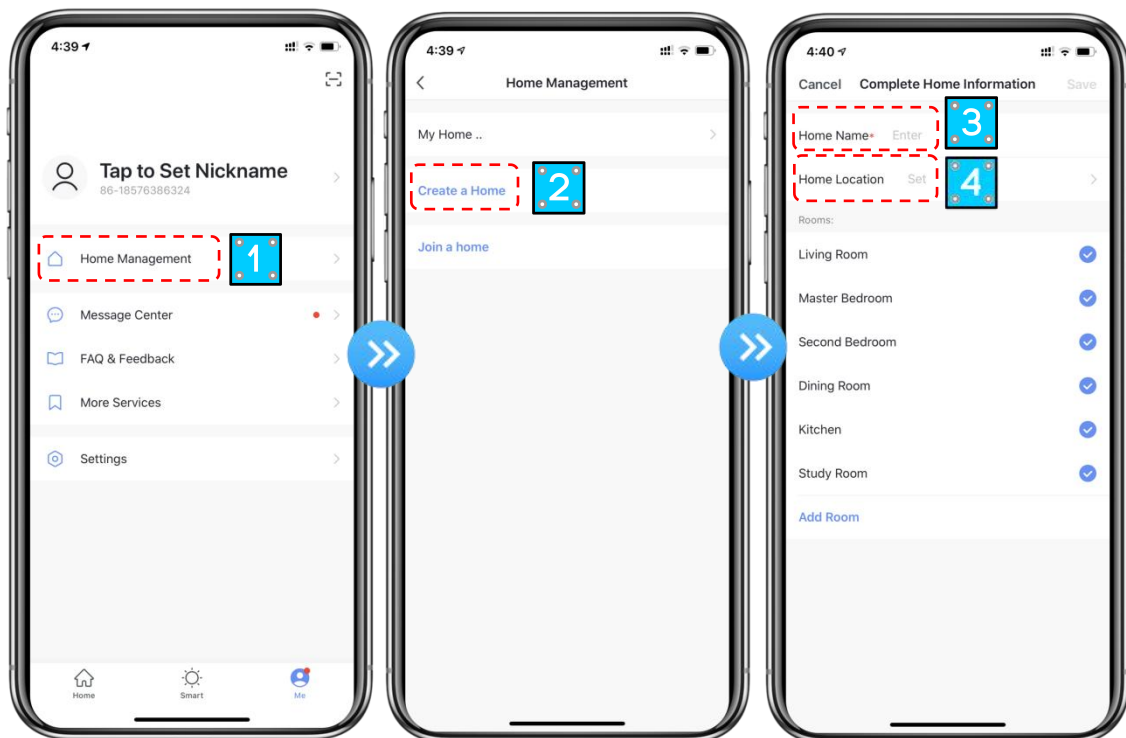 4:39
Tap to Set Nickname
86-18576386324
Home Management
1
Message Center
FAQ & Feedback
More Services
Settings
Home
Smart
Me
4:39
Home Management
My Home ..
Create a Home
2
Join a home
4:40
Cancel Complete Home Information Save
Home Name* Enter
3
Home Location Set
4
Rooms:
Living Room
Master Bedroom
Second Bedroom
Dining Room
Kitchen
Study Room
Add Room